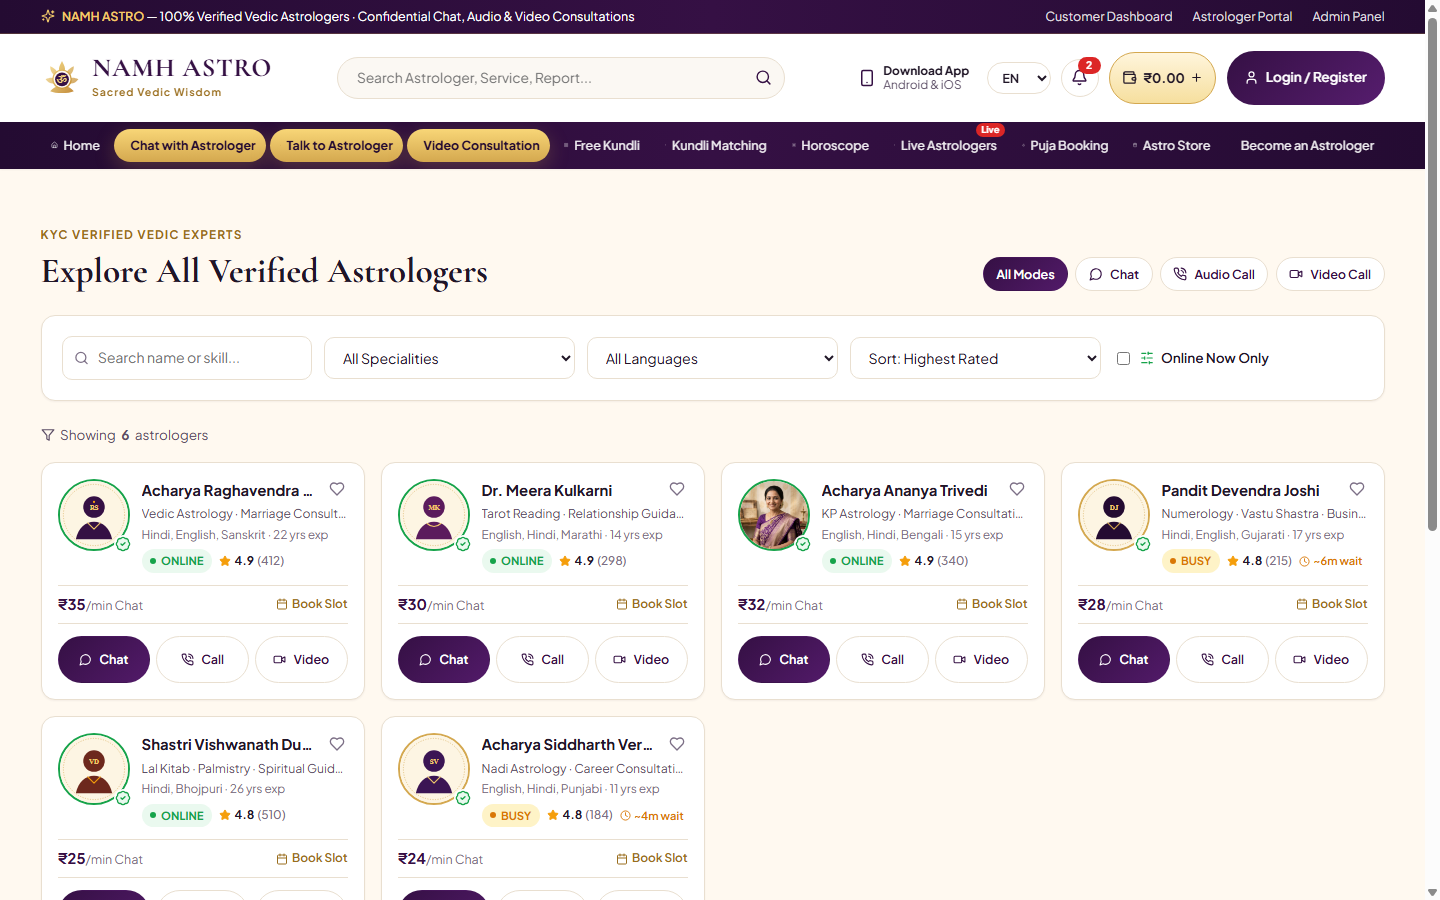 NAMH ASTRO — 100% Verified Vedic Astrologers · Confidential Chat, Audio & Video Consultations
Customer Dashboard Astrologer Portal Admin Panel
NAMH ASTRO
Sacred Vedic Wisdom
Search Astrologer, Service, Report...
Download App
Android & iOS
EN
2
₹0.00 +
Login / Register
Home Chat with Astrologer Talk to Astrologer Video Consultation Free Kundli Kundli Matching Horoscope Live Astrologers Live Puja Booking Astro Store Become an Astrologer
KYC VERIFIED VEDIC EXPERTS
Explore All Verified Astrologers
All Modes Chat Audio Call Video Call
Search name or skill... All Specialities All Languages Sort: Highest Rated Online Now Only
Showing 6 astrologers
RS
Acharya Raghavendra ...
Vedic Astrology · Marriage Consult...
Hindi, English, Sanskrit · 22 yrs exp
ONLINE 4.9 (412)
₹35/min Chat Book Slot
Chat Call Video
MK
Dr. Meera Kulkarni
Tarot Reading · Relationship Guida...
English, Hindi, Marathi · 14 yrs exp
ONLINE 4.9 (298)
₹30/min Chat Book Slot
Chat Call Video
Acharya Ananya Trivedi
KP Astrology · Marriage Consultati...
English, Hindi, Bengali · 15 yrs exp
ONLINE 4.9 (340)
₹32/min Chat Book Slot
Chat Call Video
DJ
Pandit Devendra Joshi
Numerology · Vastu Shastra · Busin...
Hindi, English, Gujarati · 17 yrs exp
BUSY 4.8 (215) ~6m wait
₹28/min Chat Book Slot
Chat Call Video
VD
Shastri Vishwanath Du...
Lal Kitab · Palmistry · Spiritual Guid...
Hindi, Bhojpuri · 26 yrs exp
ONLINE 4.8 (510)
₹25/min Chat Book Slot
SV
Acharya Siddharth Ver...
Nadi Astrology · Career Consultati...
English, Hindi, Punjabi · 11 yrs exp
BUSY 4.8 (184) ~4m wait
₹24/min Chat Book Slot